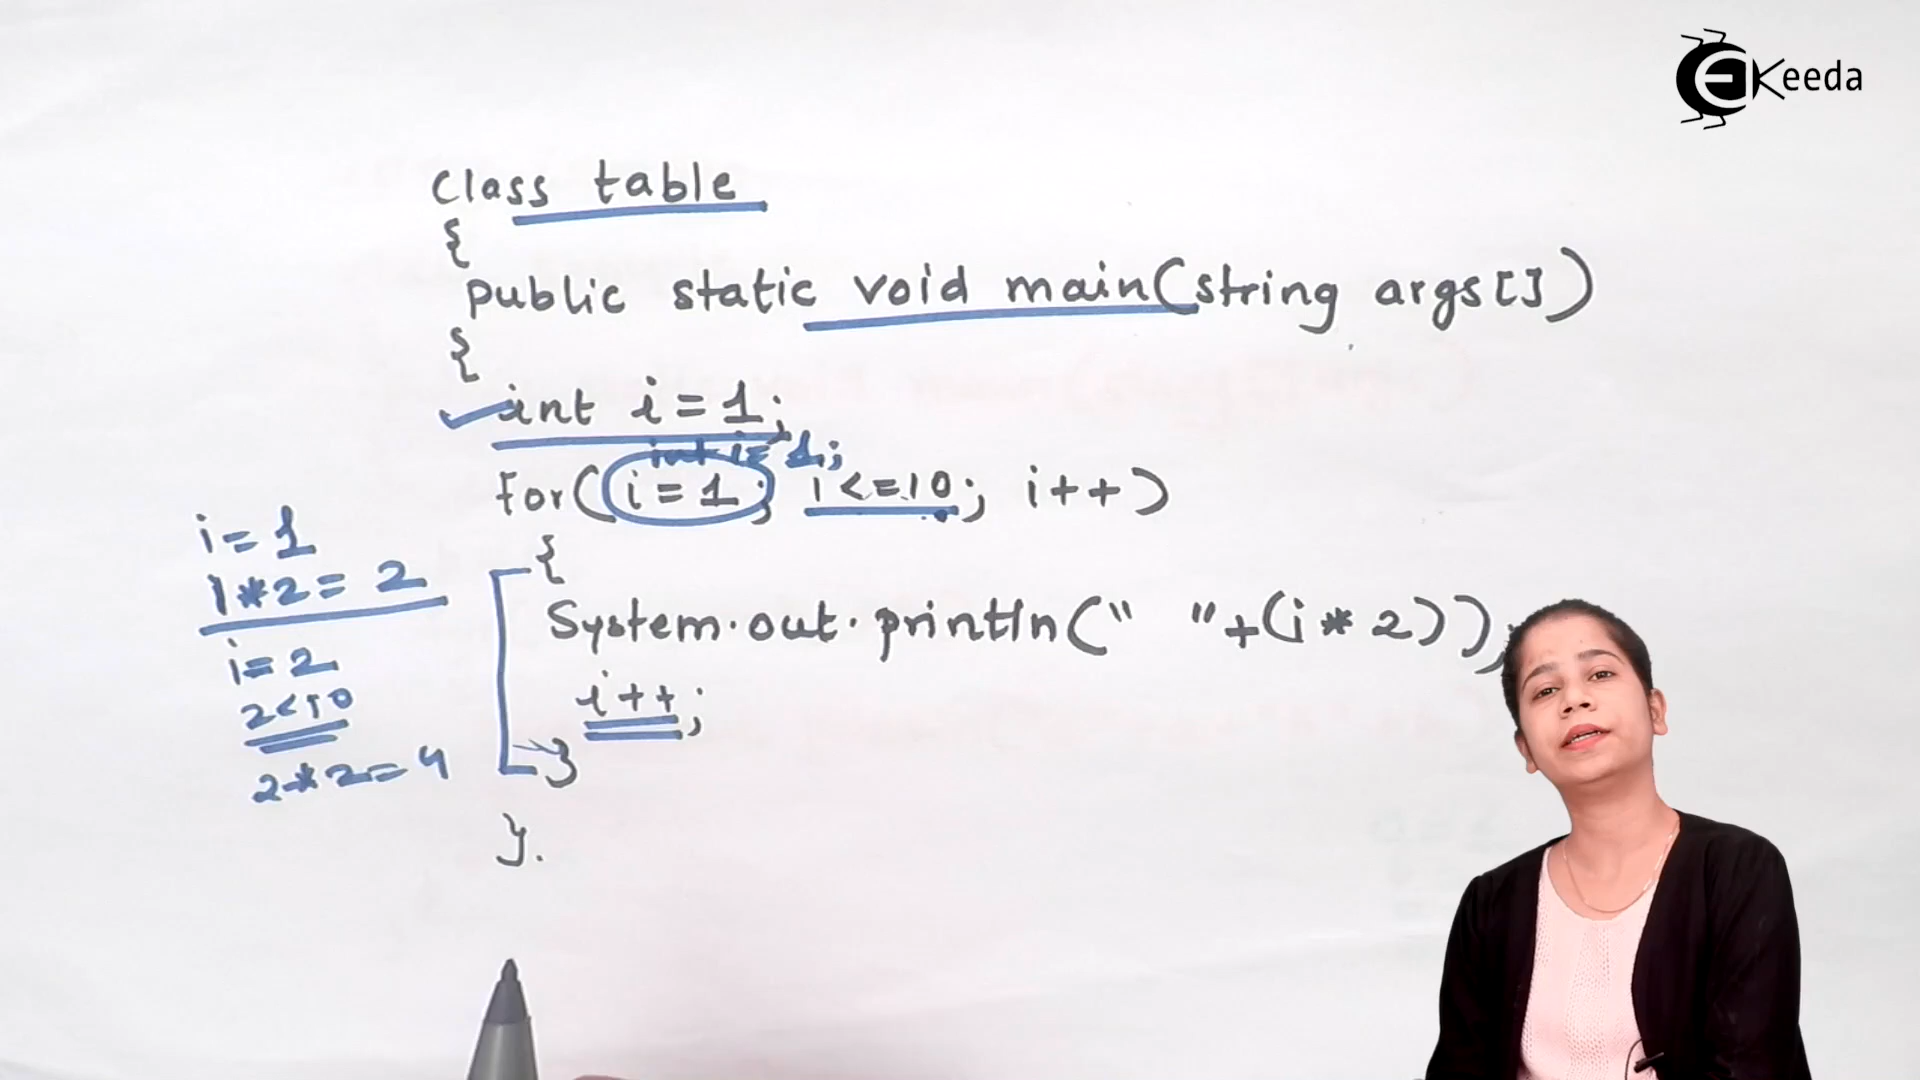 EKeeda
Class table
{
public static void main(string args[])
{
int i = 1;
int i = 1;
For( i = 1; i <= 10; i++)
{
System.out.println(" "+(i * 2));
i++;
}
}.
i = 1
1*2 = 2
i = 2
2<10
2*2=4